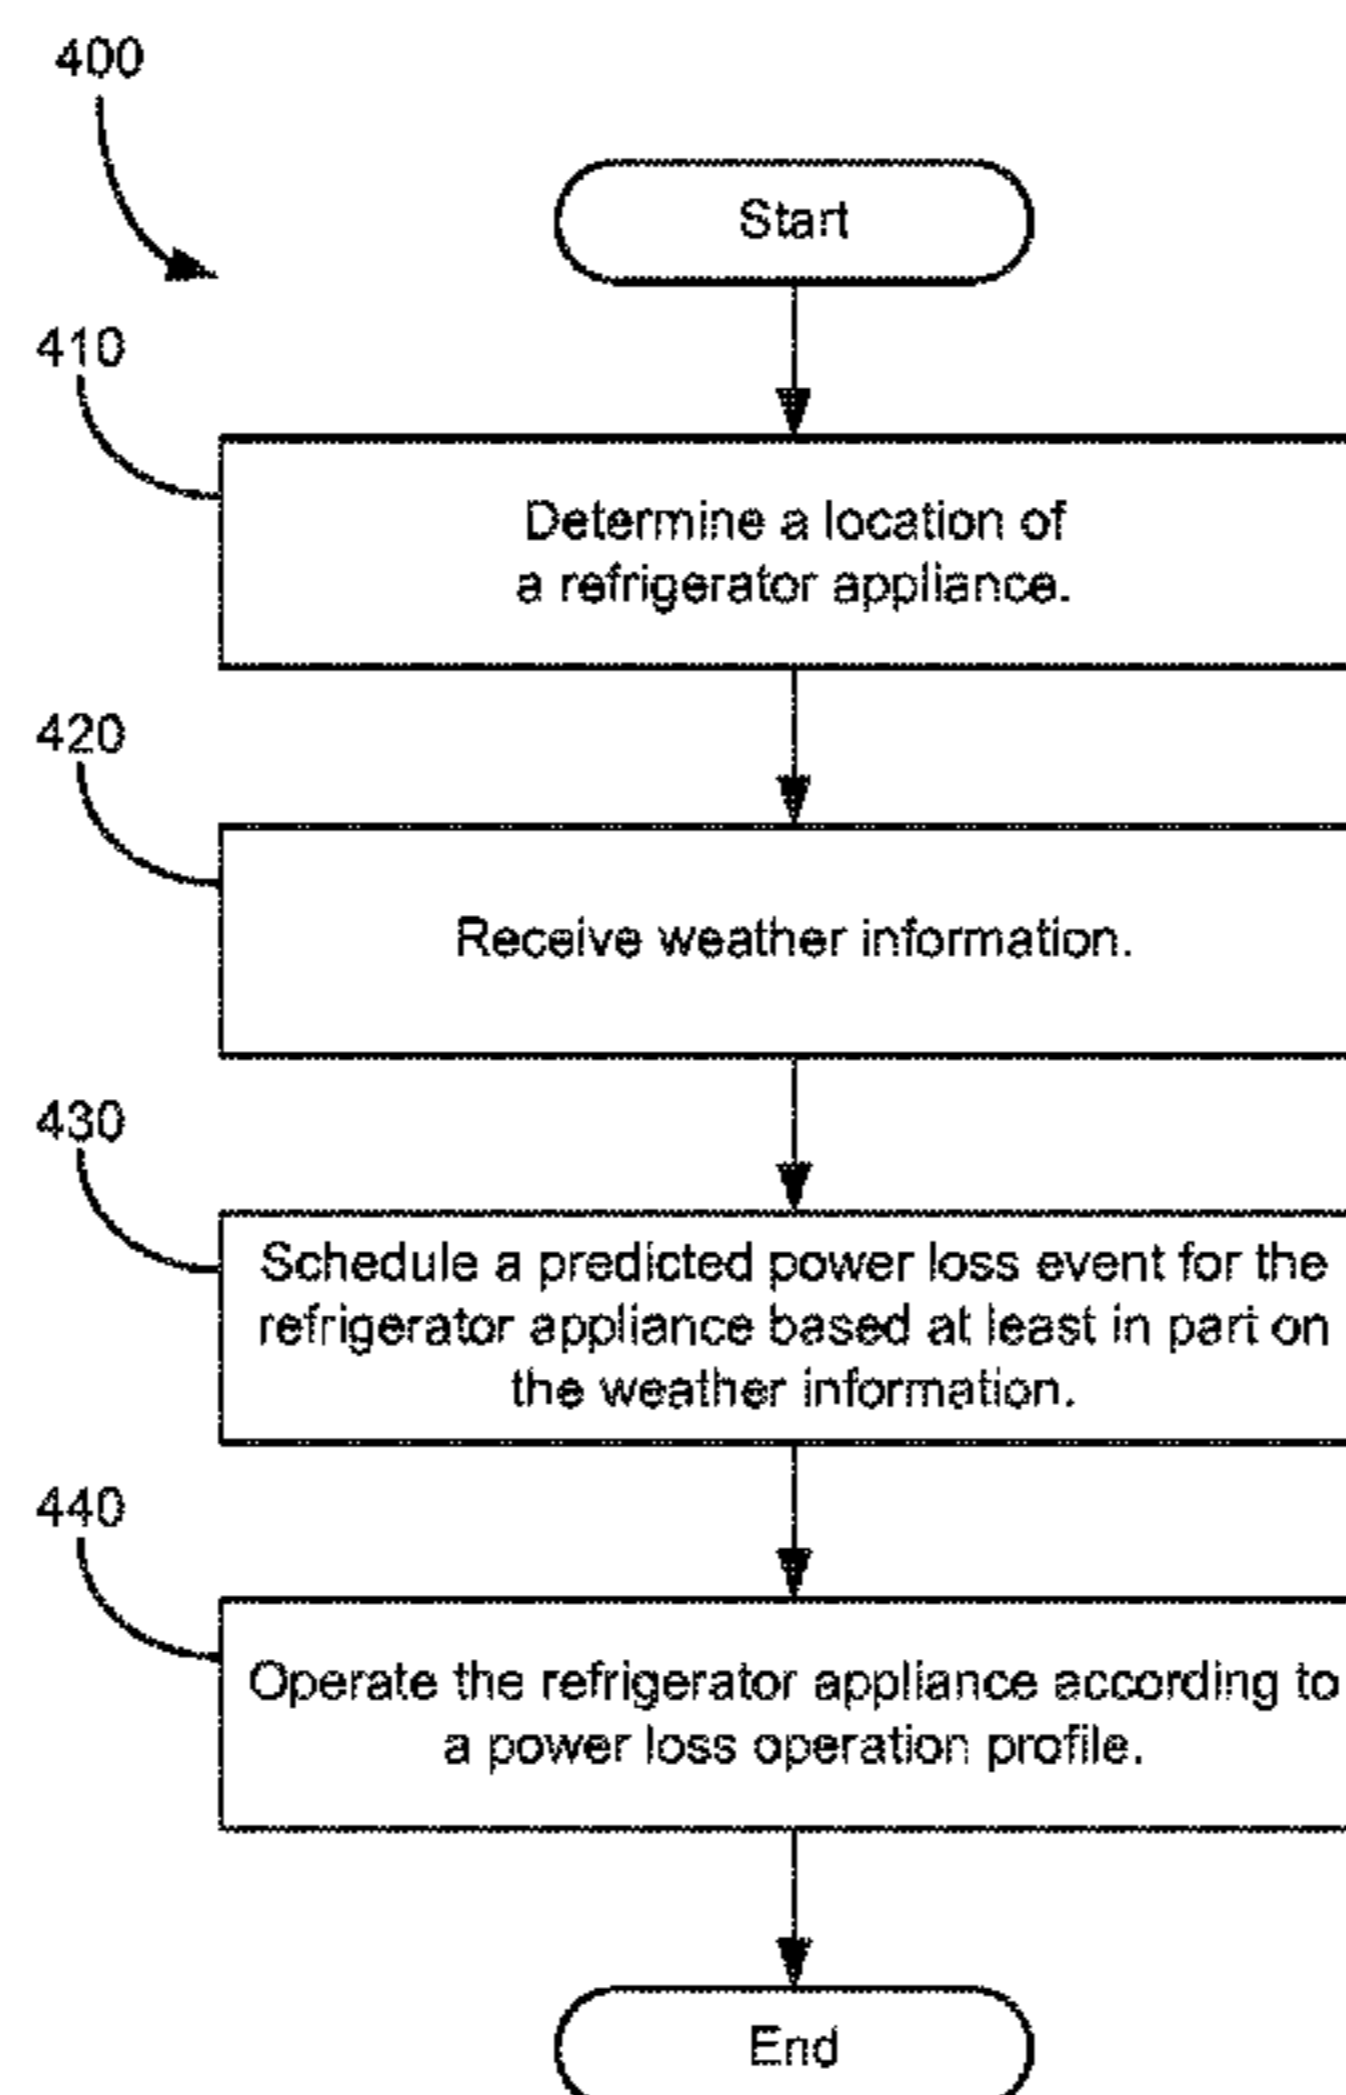 400
Start
410
Determine a location of
a refrigerator appliance.
420
Receive weather information.
430
Schedule a predicted power loss event for the
refrigerator appliance based at least in part on
the weather information.
440
Operate the refrigerator appliance according to
a power loss operation profile.
End